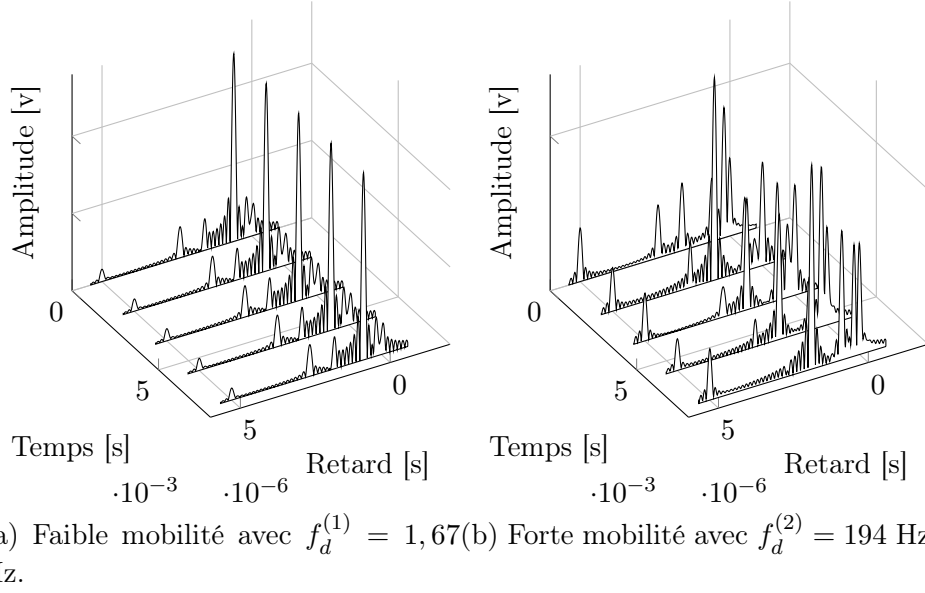 Amplitude [v]
0
5
Temps [s]
·10⁻³
5
0
Retard [s]
·10⁻⁶
Amplitude [v]
0
5
Temps [s]
·10⁻³
5
0
Retard [s]
·10⁻⁶
) Faible mobilité avec f_d^{(1)} = 1, 67
z.
(b) Forte mobilité avec f_d^{(2)} = 194 Hz